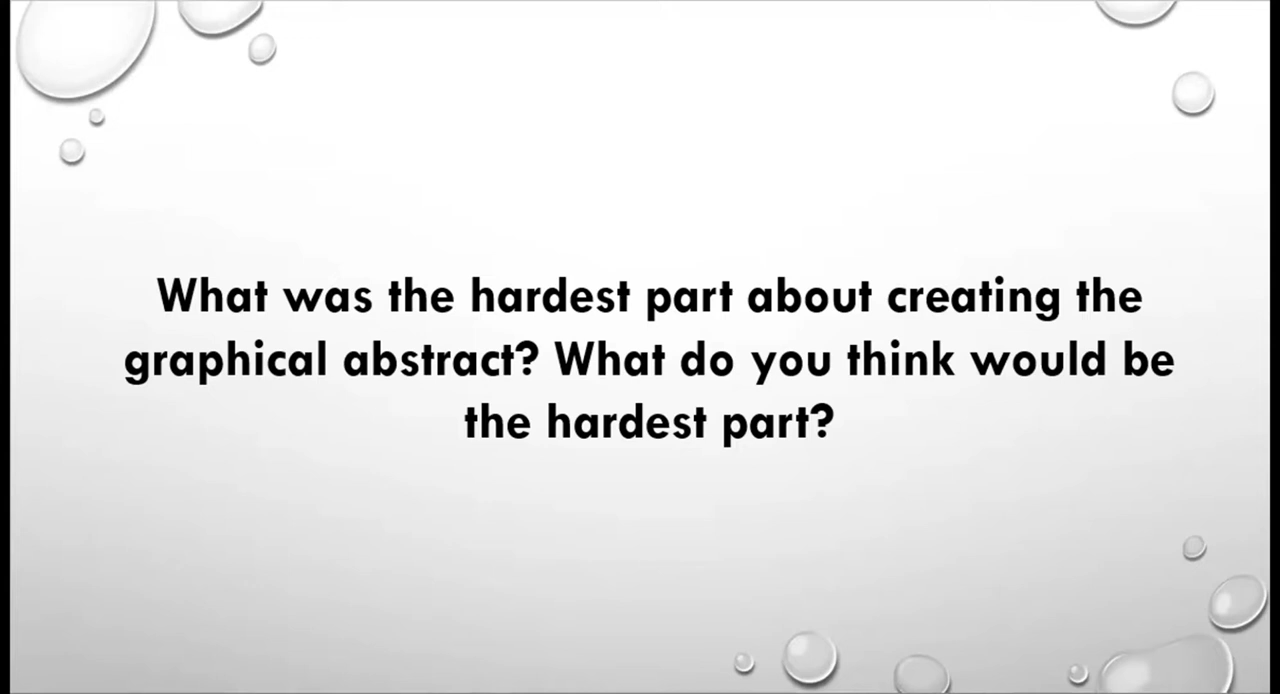 What was the hardest part about creating the
graphical abstract? What do you think would be
the hardest part?